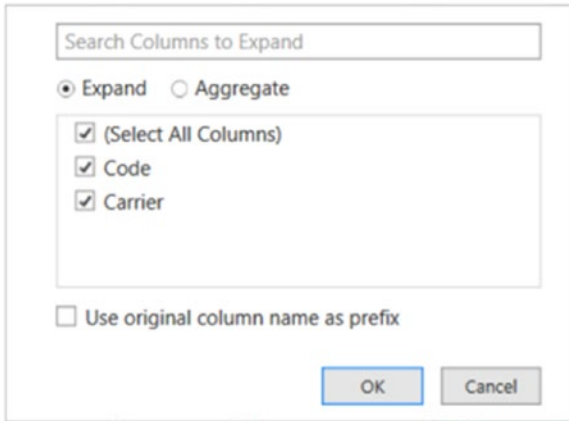 Search Columns to Expand
Expand Aggregate
(Select All Columns)
Code
Carrier
Use original column name as prefix
OK Cancel